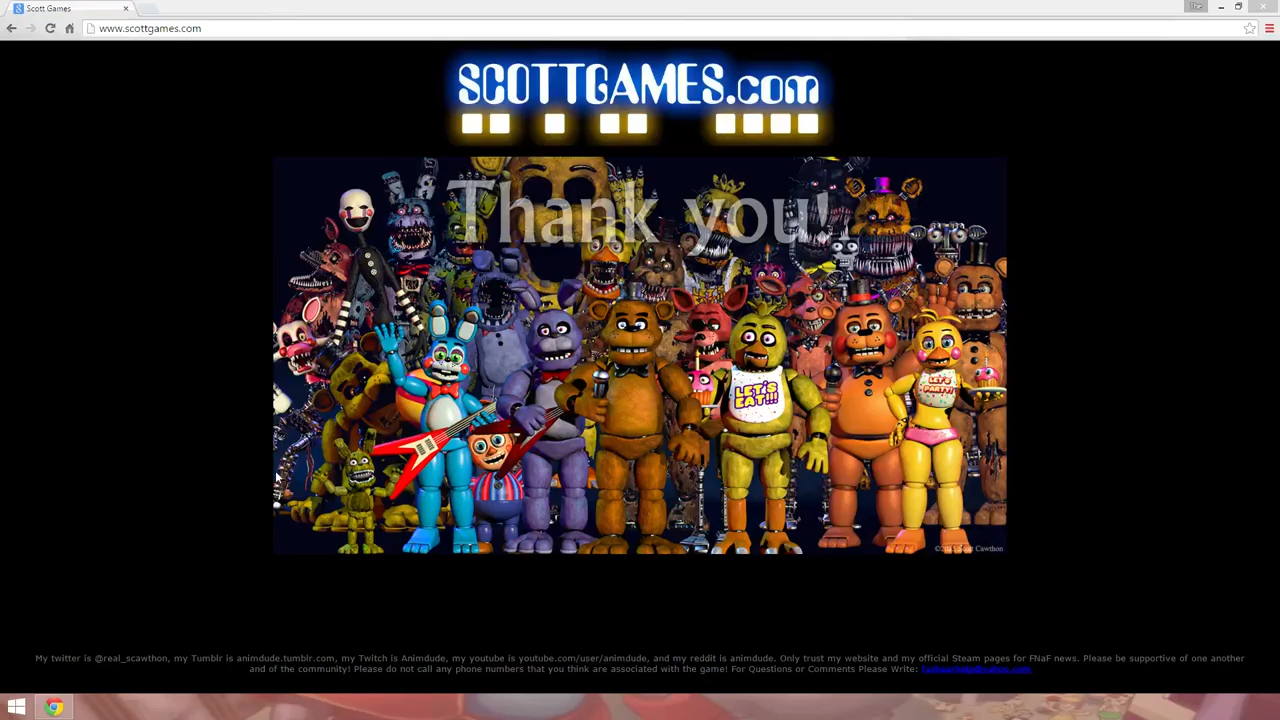 Scott Games
www.scottgames.com
SCOTTGAMES.com
Thank you!
LET'S EAT!!!
LET'S PARTY!
©2015 Scott Cawthon
My twitter is @real_scawthon, my Tumblr is animdude.tumblr.com, my Twitch is Animdude, my youtube is youtube.com/user/animdude, and my reddit is animdude. Only trust my website and my official Steam pages for FNaF news. Please be supportive of one another
and of the community! Please do not call any phone numbers that you think are associated with the game! For Questions or Comments Please Write: